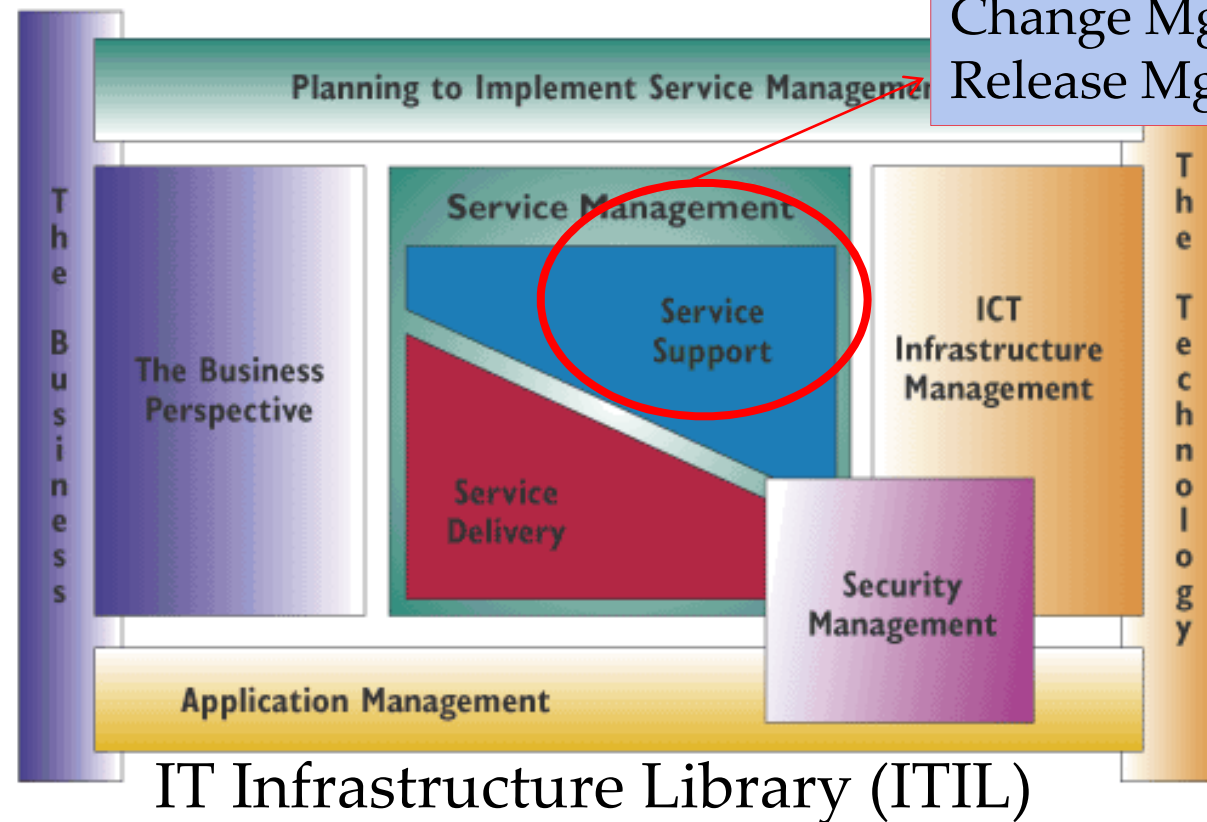 Change Mg
Release Mg
Planning to Implement Service Managemen
The Business
The Technology
Service Management
Service
Support
ICT
Infrastructure
Management
The Business
Perspective
Service
Delivery
Security
Management
Application Management
IT Infrastructure Library (ITIL)